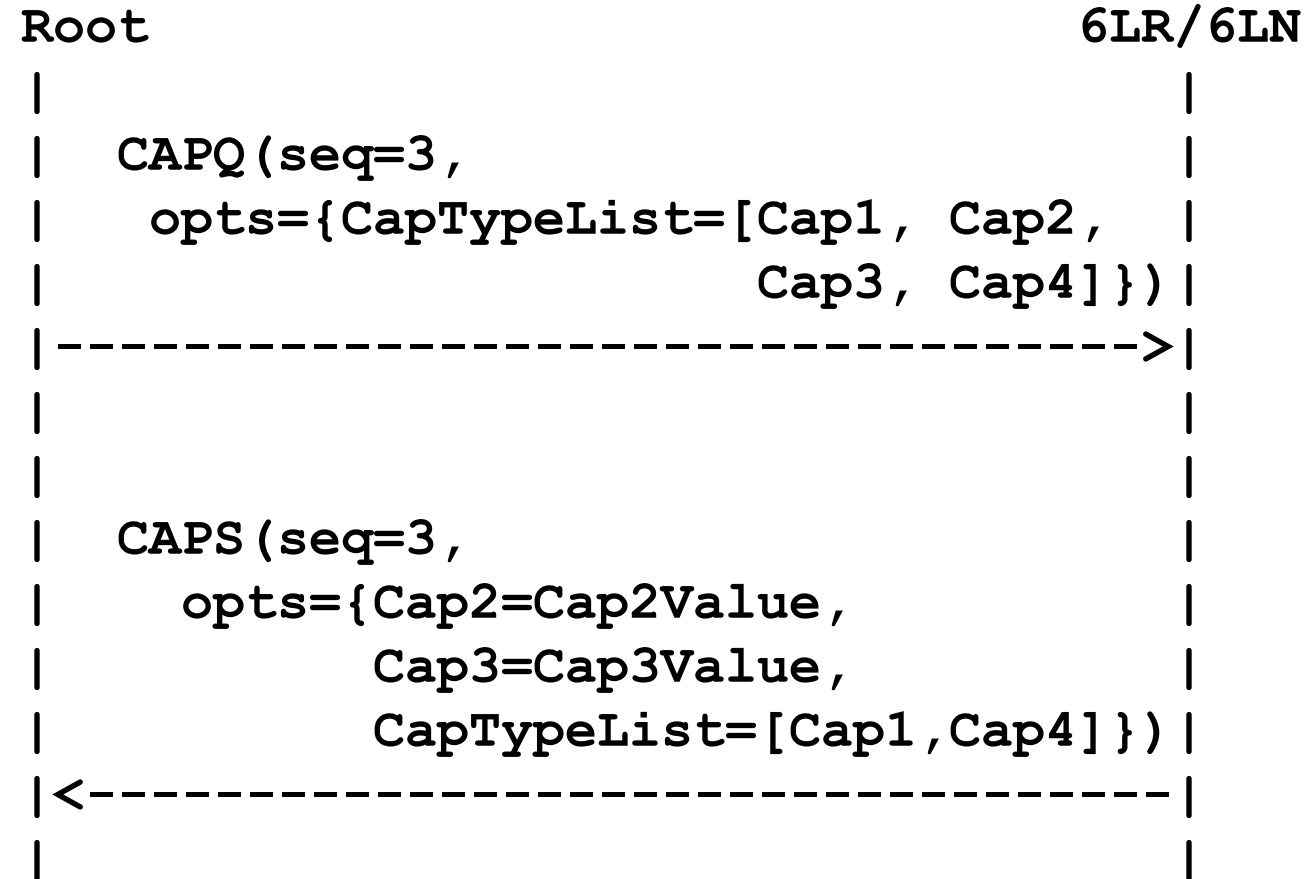 Root                                6LR/6LN
 |                                   |
 |  CAPQ(seq=3,                      |
 |   opts={CapTypeList=[Cap1, Cap2,  |
 |                      Cap3, Cap4]})|
 |---------------------------------->|
 |                                   |
 |                                   |
 |  CAPS(seq=3,                      |
 |    opts={Cap2=Cap2Value,          |
 |          Cap3=Cap3Value,          |
 |          CapTypeList=[Cap1,Cap4]})|
 |<----------------------------------|
 |                                   |